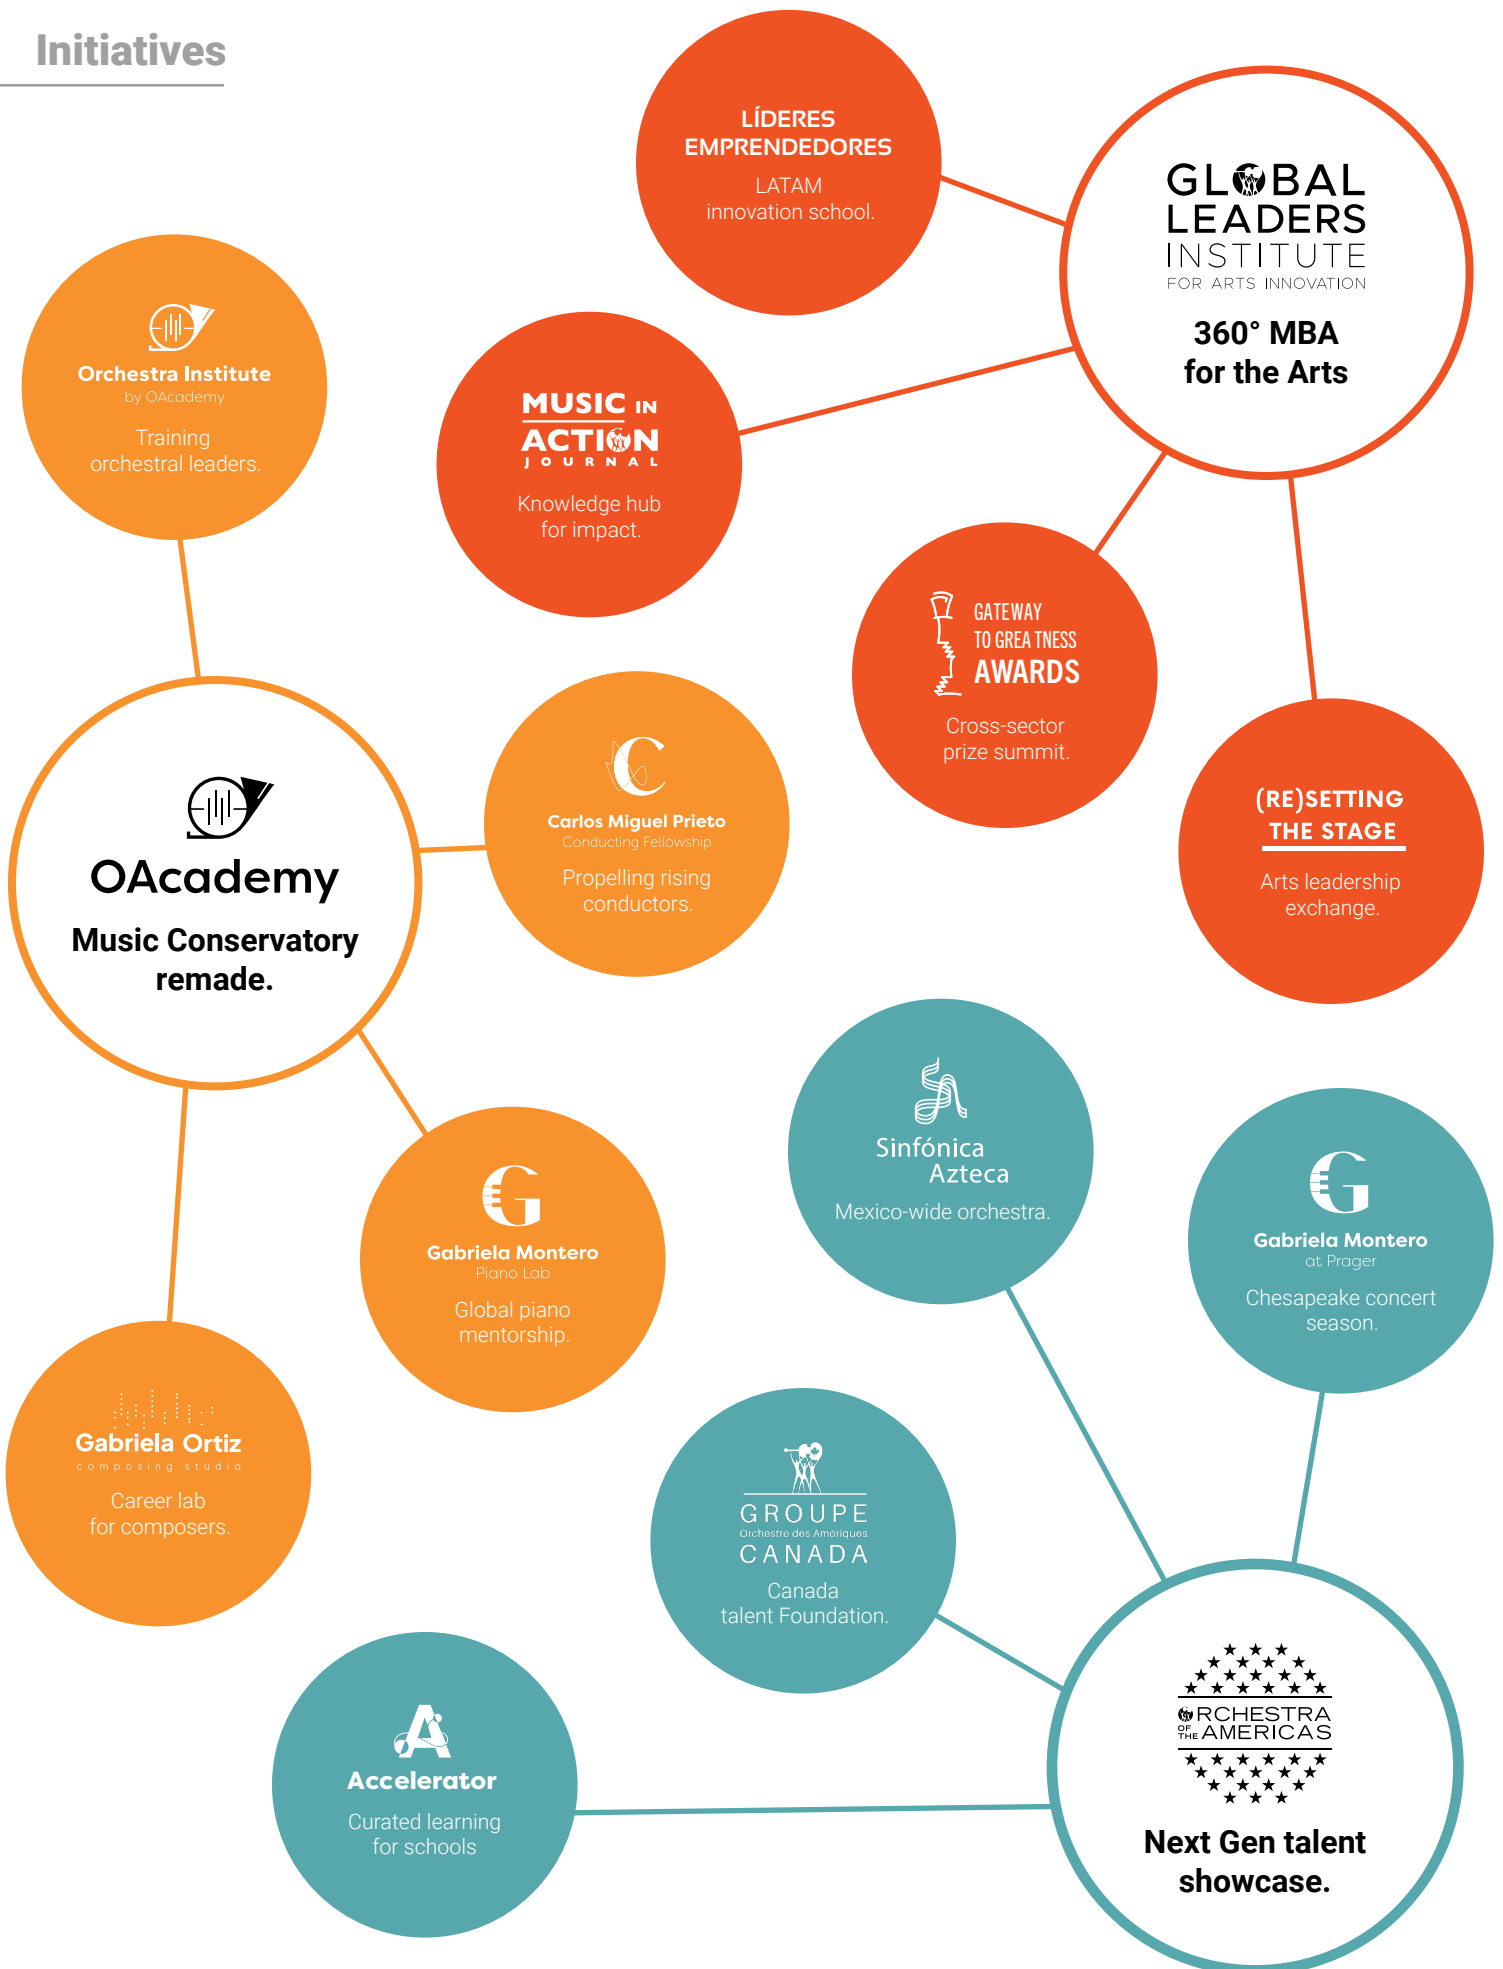 Initiatives
LÍDERES
EMPRENDEDORES
LATAM
innovation school.
GLOBAL
LEADERS
INSTITUTE
FOR ARTS INNOVATION
360° MBA
for the Arts
Orchestra Institute
by OAcademy
Training
orchestral leaders.
MUSIC IN
ACTION
JOURNAL
Knowledge hub
for impact.
GATEWAY
TO GREA TNESS
AWARDS
Cross-sector
prize summit.
(RE)SETTING
THE STAGE
Arts leadership
exchange.
OAcademy
Music Conservatory
remade.
C
Carlos Miguel Prieto
Conducting Fellowship
Propelling rising
conductors.
G
Gabriela Montero
Piano Lab
Global piano
mentorship.
Gabriela Ortiz
composing studio
Career lab
for composers.
SA
Sinfónica
Azteca
Mexico-wide orchestra.
G
Gabriela Montero
at Prager
Chesapeake concert
season.
GROUPE
Orchestre des Amériques
CANADA
Canada
talent Foundation.
A
Accelerator
Curated learning
for schools
ORCHESTRA
OF THE AMERICAS
Next Gen talent
showcase.